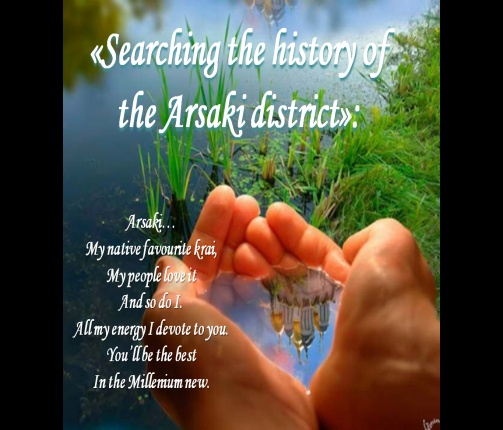 «Searching the history of
the Arsaki district»:
Arsaki…
My native favourite krai,
My people love it
And so do I.
All my energy I devote to you.
You'll be the best
In the Millenium new.